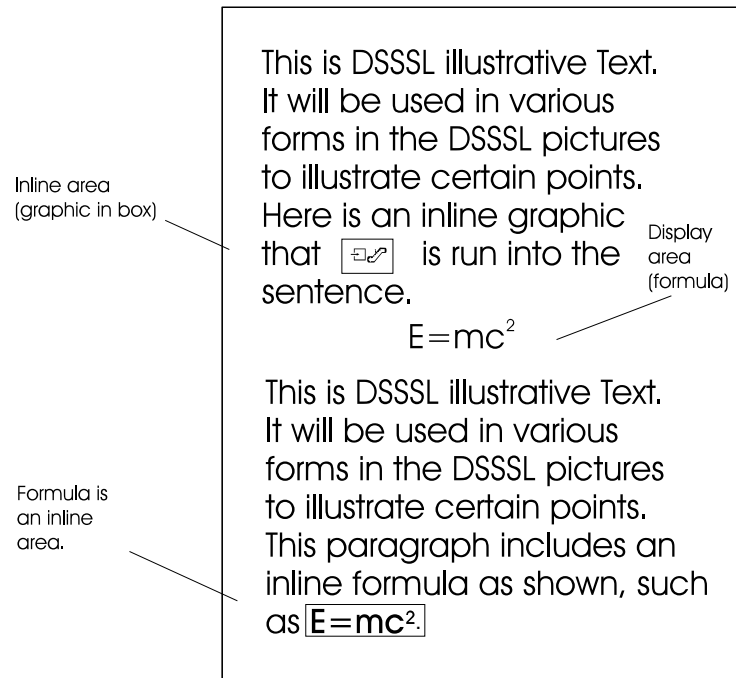 This is DSSSL illustrative Text.
It will be used in various
forms in the DSSSL pictures
to illustrate certain points.
Here is an inline graphic
that is run into the
sentence.
Inline area
(graphic in box)
Display
area
(formula)
E=mc²
This is DSSSL illustrative Text.
It will be used in various
forms in the DSSSL pictures
to illustrate certain points.
This paragraph includes an
inline formula as shown, such
as E=mc².
Formula is
an inline
area.